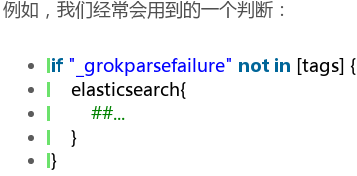 例如，我们经常会用到的一个判断：
if "_grokparsefailure" not in [tags] {
elasticsearch{
##...
}
}